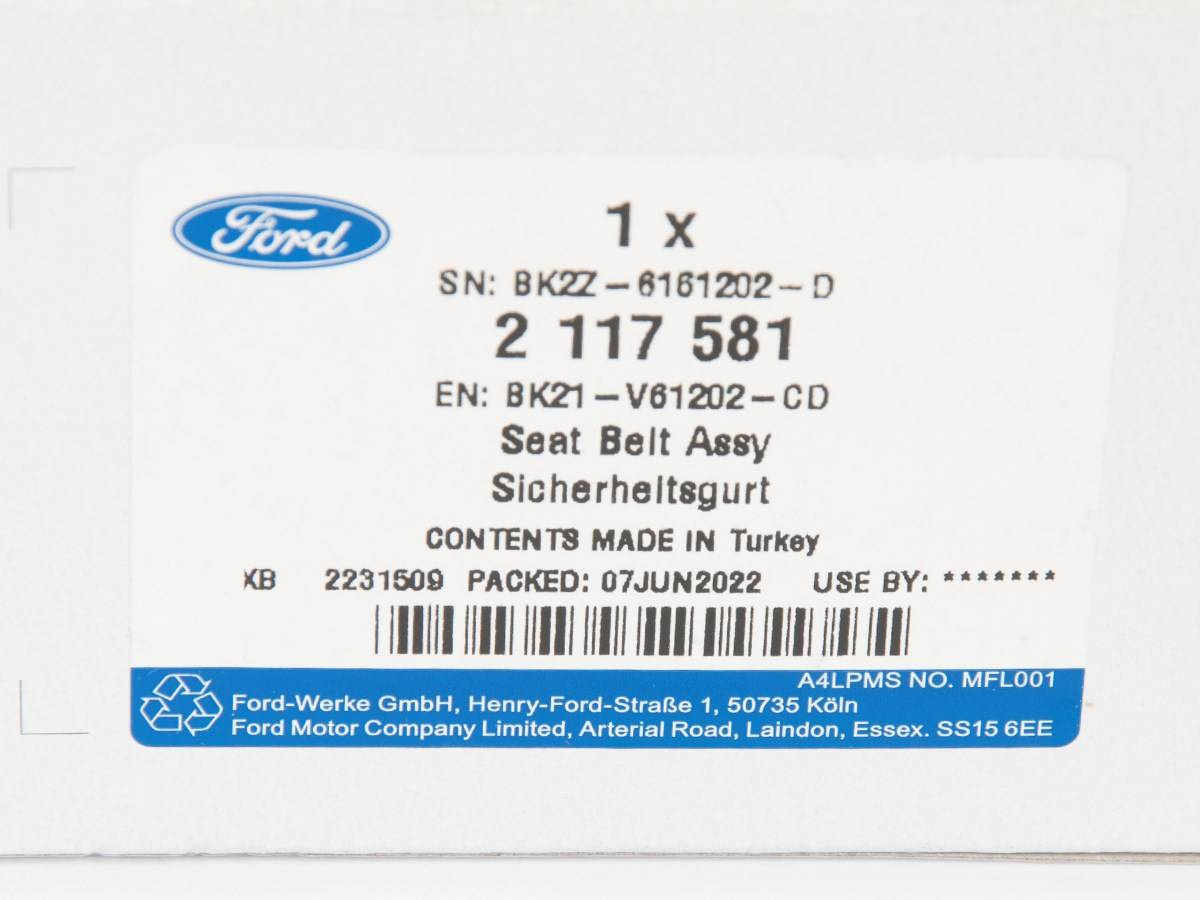 Ford
1 x
SN: BK2Z-6161202-D
2 117 581
EN: BK21-V61202-CD
Seat Belt Assy
Sicherheitsgurt
CONTENTS MADE IN Turkey
XB 2231509 PACKED: 07JUN2022 USE BY: *******
A4LPMS NO. MFL001
Ford-Werke GmbH, Henry-Ford-Straße 1, 50735 Köln
Ford Motor Company Limited, Arterial Road, Laindon, Essex. SS15 6EE